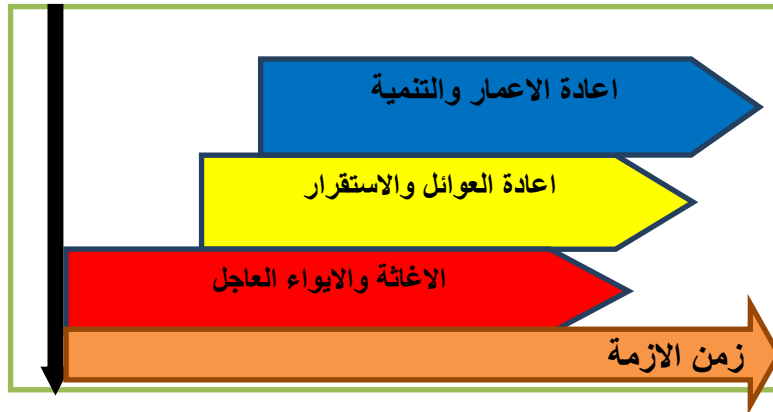 اعادة الاعمار والتنمية
اعادة العوائل والاستقرار
الاغاثة والايواء العاجل
زمن الازمة